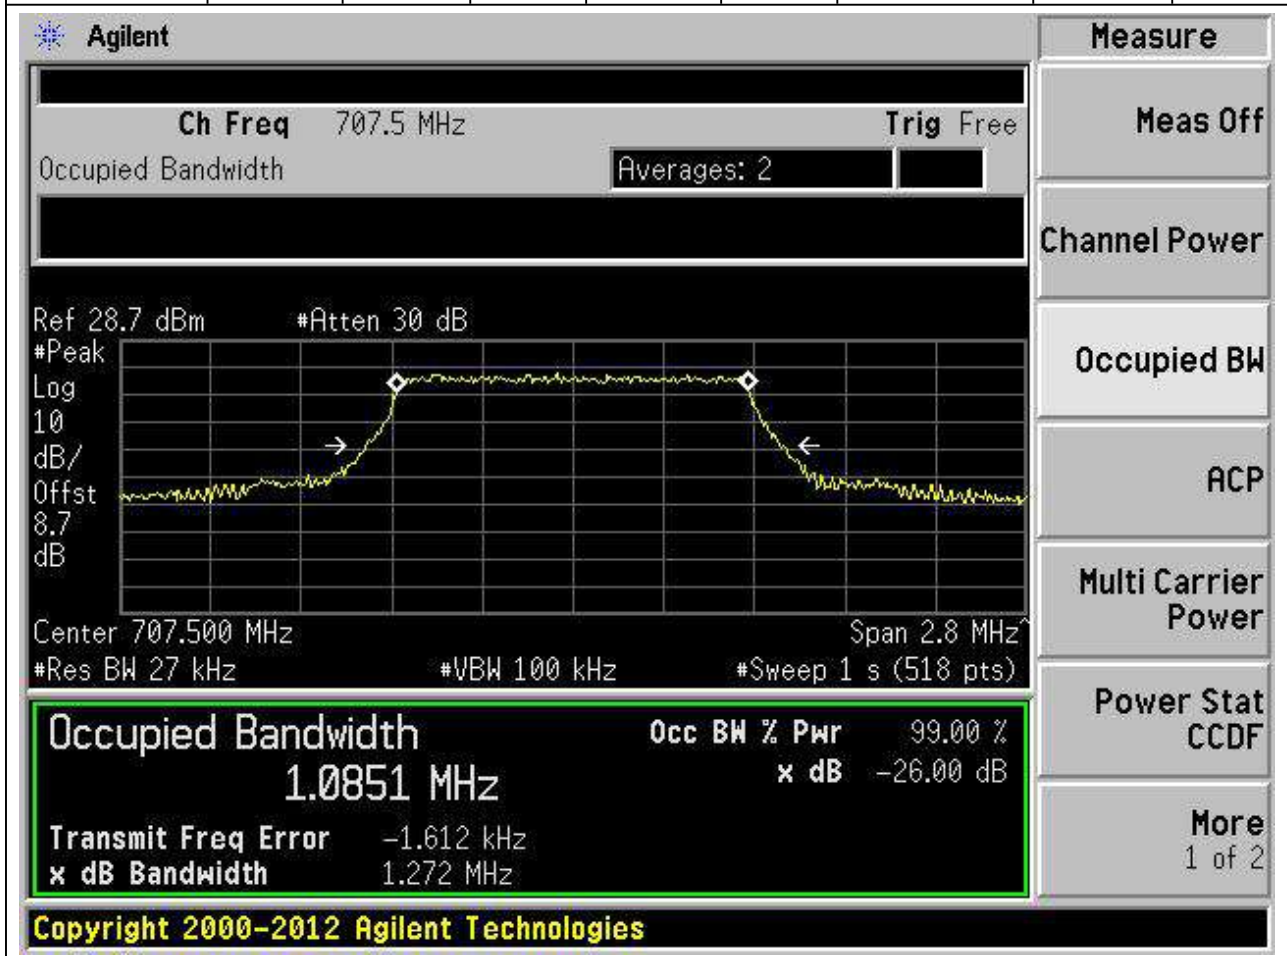 Agilent
Measure
Ch Freq 707.5 MHz Trig Free
Meas Off
Occupied Bandwidth Averages: 2
Channel Power
Ref 28.7 dBm #Atten 30 dB
#Peak
Log
10
dB/
Offst
8.7
dB
Occupied BW
ACP
Center 707.500 MHz Span 2.8 MHz^
#Res BW 27 kHz #VBW 100 kHz #Sweep 1 s (518 pts)
Multi Carrier
Power
Occupied Bandwidth Occ BW % Pwr 99.00 %
1.0851 MHz x dB -26.00 dB
Transmit Freq Error -1.612 kHz
x dB Bandwidth 1.272 MHz
Power Stat
CCDF
More
1 of 2
Copyright 2000-2012 Agilent Technologies